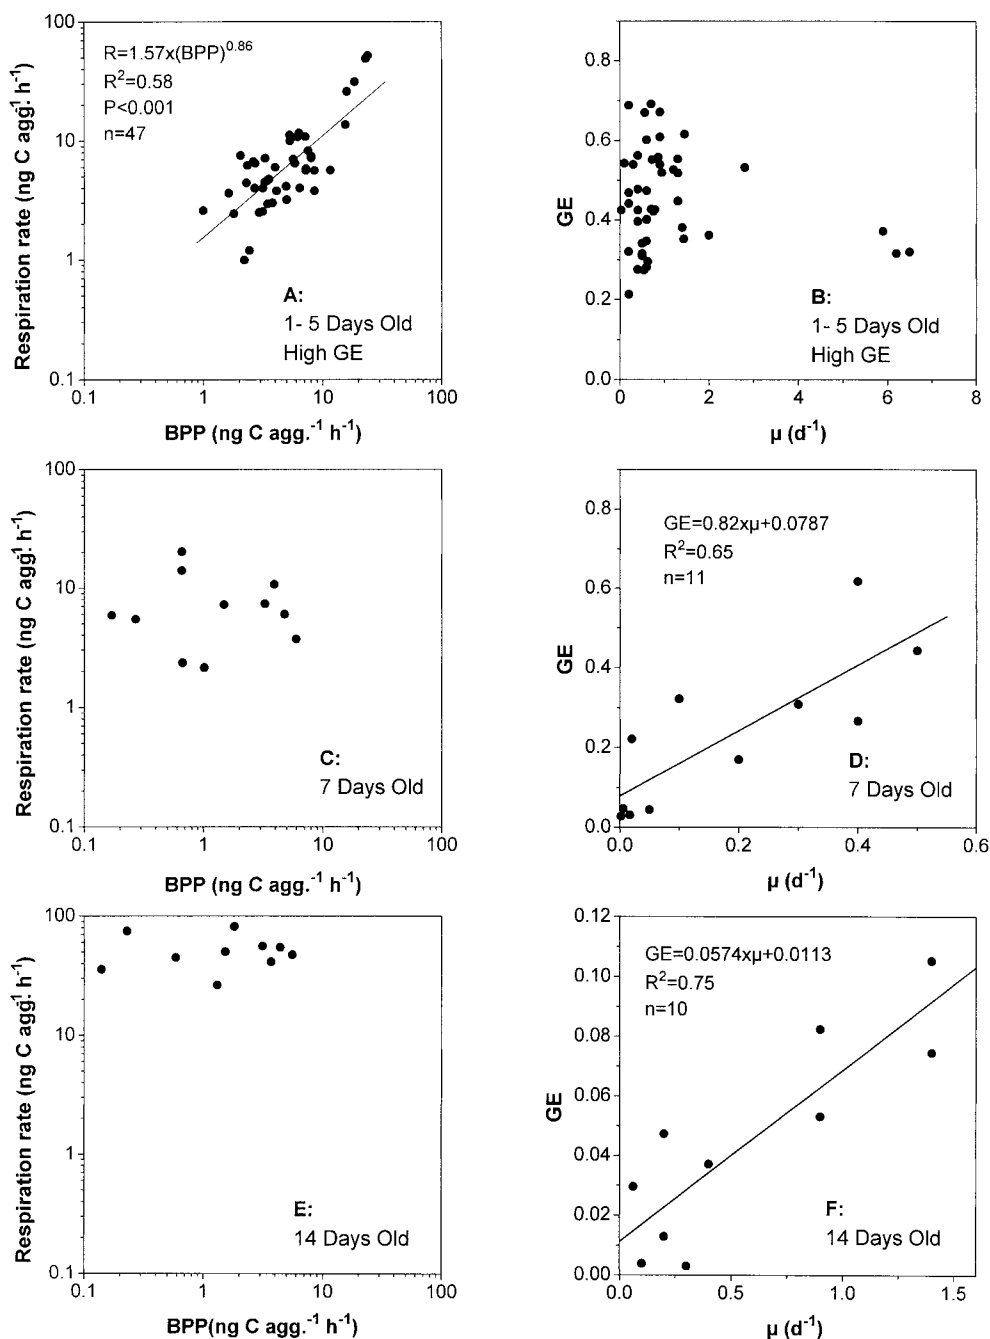 100
10
1
0.1
Respiration rate (ng C agg.⁻¹ h⁻¹)
R=1.57x(BPP)^0.86
R²=0.58
P<0.001
n=47
A:
1- 5 Days Old
High GE
0.1 1 10 100
BPP (ng C agg.⁻¹ h⁻¹)
0.8
0.6
0.4
0.2
0.0
GE
B:
1- 5 Days Old
High GE
0 2 4 6 8
µ (d⁻¹)
100
10
1
0.1
Respiration rate (ng C agg.⁻¹ h⁻¹)
C:
7 Days Old
0.1 1 10 100
BPP (ng C agg.⁻¹ h⁻¹)
0.8
0.6
0.4
0.2
0.0
GE
GE=0.82xµ+0.0787
R²=0.65
n=11
D:
7 Days Old
0.0 0.2 0.4 0.6
µ (d⁻¹)
100
10
1
0.1
Respiration rate (ng C agg.⁻¹ h⁻¹)
E:
14 Days Old
0.1 1 10 100
BPP(ng C agg.⁻¹ h⁻¹)
0.12
0.10
0.08
0.06
0.04
0.02
0.00
GE
GE=0.0574xµ+0.0113
R²=0.75
n=10
F:
14 Days Old
0.0 0.5 1.0 1.5
µ (d⁻¹)